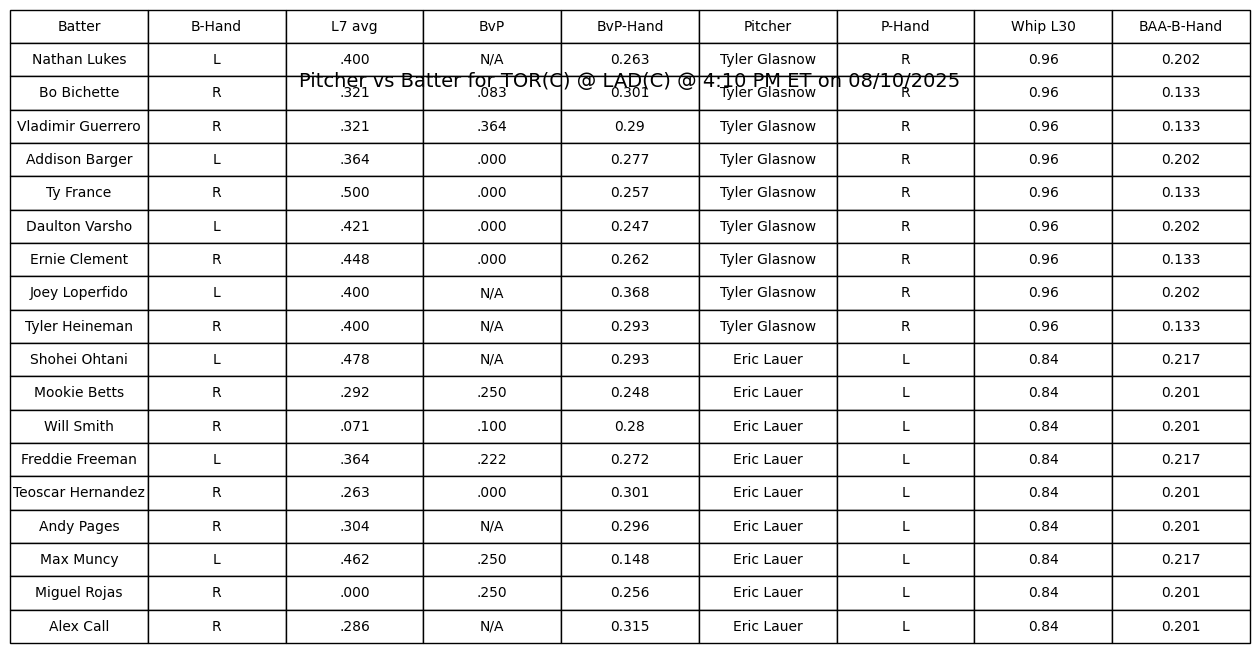 Batter B-Hand L7 avg BvP BvP-Hand Pitcher P-Hand Whip L30 BAA-B-Hand
Nathan Lukes L .400 N/A 0.263 Tyler Glasnow R 0.96 0.202
Pitcher vs Batter for TOR(C) @ LAD(C) @ 4:10 PM ET on 08/10/2025
Bo Bichette R .321 .083 0.301 Tyler Glasnow R 0.96 0.133
Vladimir Guerrero R .321 .364 0.29 Tyler Glasnow R 0.96 0.133
Addison Barger L .364 .000 0.277 Tyler Glasnow R 0.96 0.202
Ty France R .500 .000 0.257 Tyler Glasnow R 0.96 0.133
Daulton Varsho L .421 .000 0.247 Tyler Glasnow R 0.96 0.202
Ernie Clement R .448 .000 0.262 Tyler Glasnow R 0.96 0.133
Joey Loperfido L .400 N/A 0.368 Tyler Glasnow R 0.96 0.202
Tyler Heineman R .400 N/A 0.293 Tyler Glasnow R 0.96 0.133
Shohei Ohtani L .478 N/A 0.293 Eric Lauer L 0.84 0.217
Mookie Betts R .292 .250 0.248 Eric Lauer L 0.84 0.201
Will Smith R .071 .100 0.28 Eric Lauer L 0.84 0.201
Freddie Freeman L .364 .222 0.272 Eric Lauer L 0.84 0.217
Teoscar Hernandez R .263 .000 0.301 Eric Lauer L 0.84 0.201
Andy Pages R .304 N/A 0.296 Eric Lauer L 0.84 0.201
Max Muncy L .462 .250 0.148 Eric Lauer L 0.84 0.217
Miguel Rojas R .000 .250 0.256 Eric Lauer L 0.84 0.201
Alex Call R .286 N/A 0.315 Eric Lauer L 0.84 0.201